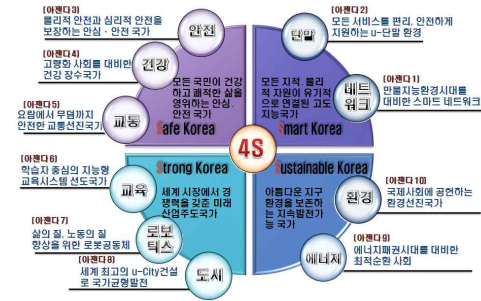 [아젠다3]
물리적 안전과 심리적 안전을
보장하는 안심·안전 국가
안전
[아젠다2]
모든 서비스를 편리, 안전하게
지원하는 u-단말 환경
단말
[아젠다4]
고령화 사회를 대비한
건강 장수국가
건강
모든 국민이 건강
하고 쾌적한 삶을
영위하는 안심.
안전 국가
Safe Korea
모든 지적, 물리
적 자원이 유기적
으로 연결된 고도
지능국가
Smart Korea
[아젠다1]
만물지능환경시대를
대비한 스마트 네트워크
네트
워크
[아젠다5]
요람에서 무덤까지
안전한 교통선진국가
교통
4S
[아젠다6]
학습자 중심의 지능형
교육시스템 선도국가
교육
Strong Korea
세계 시장에서 경
쟁력을 갖춘 미래
산업주도국가
Sustainable Korea
아름다운 지구
환경을 보존하
는 지속발전가
능 국가
[아젠다10]
국제사회에 공헌하는
환경선진국가
환경
[아젠다7]
삶의 질, 노동의 질
향상을 위한 로봇공동체
로보
틱스
[아젠다9]
에너지패권시대를 대비한
최적순환 사회
에너지
[아젠다8]
세계 최고의 u-City건설
로 국가균형발전
도시